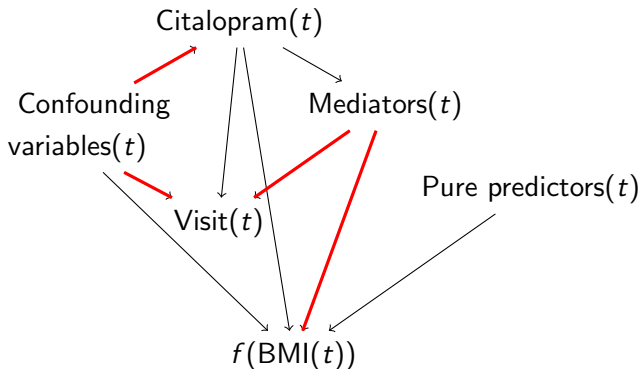 Citalopram(t)
Confounding
variables(t)
Mediators(t)
Pure predictors(t)
Visit(t)
f(BMI(t))